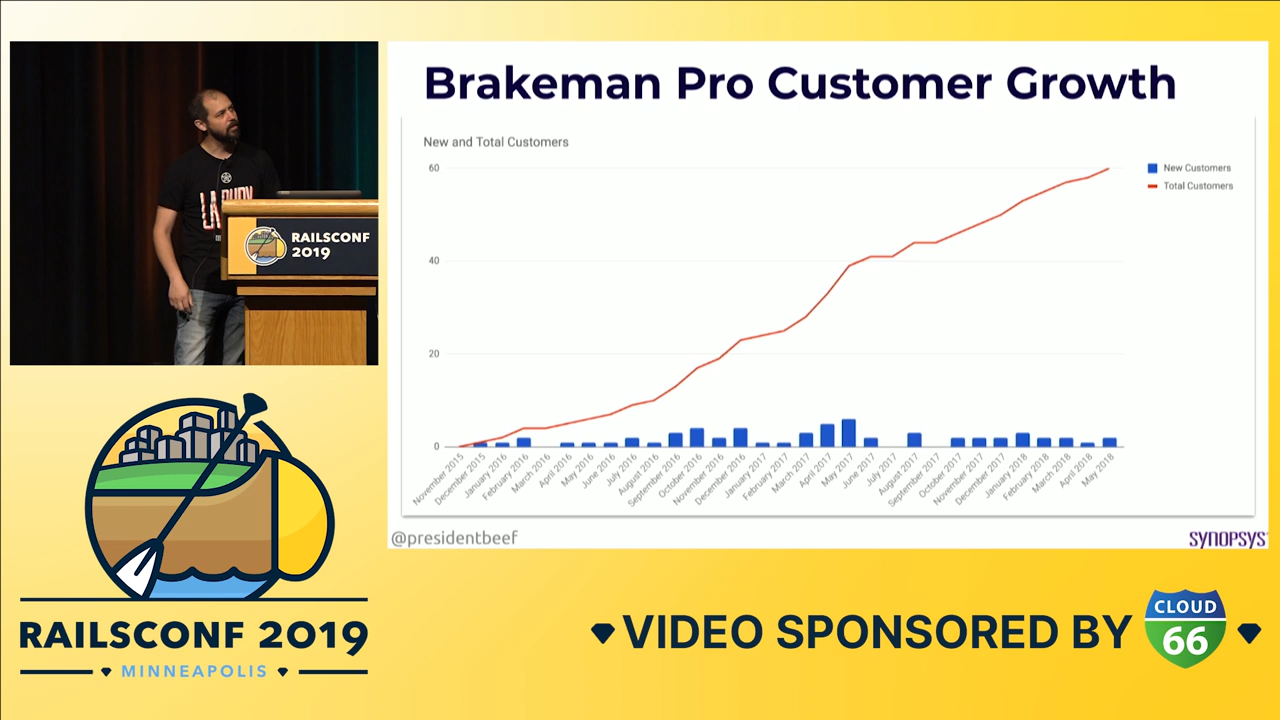 Brakeman Pro Customer Growth
New and Total Customers
60
40
20
0
New Customers
Total Customers
November 2015
December 2015
January 2016
February 2016
March 2016
April 2016
May 2016
June 2016
July 2016
August 2016
September 2016
October 2016
November 2016
December 2016
January 2017
February 2017
March 2017
April 2017
May 2017
June 2017
July 2017
August 2017
September 2017
October 2017
November 2017
December 2017
January 2018
February 2018
March 2018
April 2018
May 2018
@presidentbeef
SYNOPSYS
RAILSCONF
2019
RAILSCONF 2019
MINNEAPOLIS
VIDEO SPONSORED BY
CLOUD
66